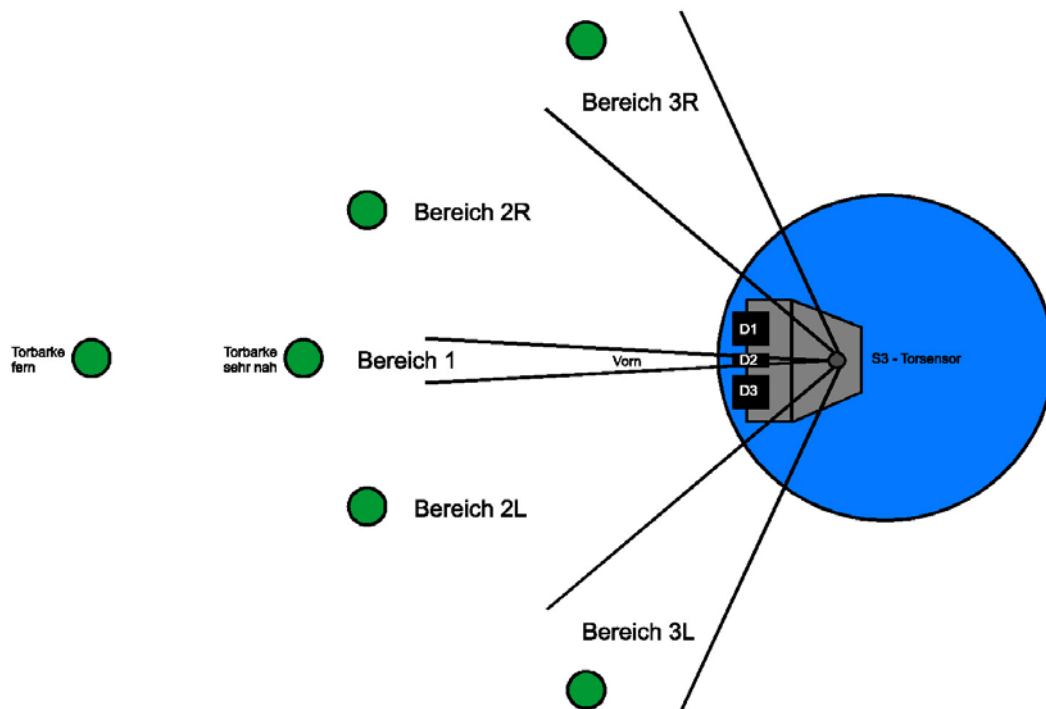 Bereich 3R
Bereich 2R
D1
Torbarke
fern
Torbarke
sehr nah
Bereich 1
Vorn
D2
S3 - Torsensor
D3
Bereich 2L
Bereich 3L